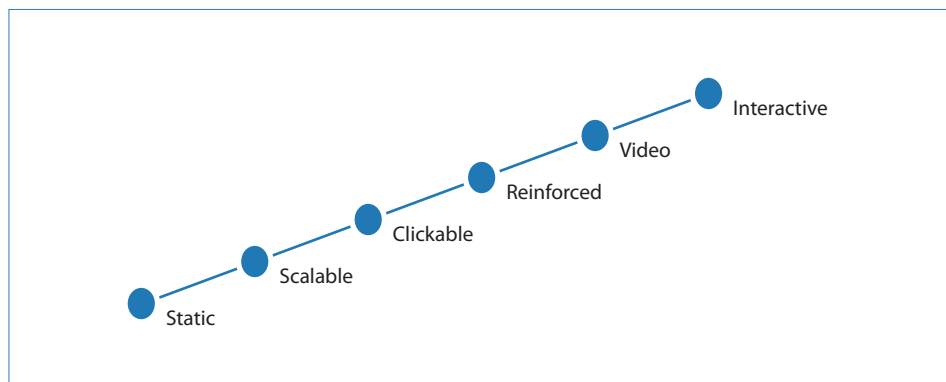 Interactive
Video
Reinforced
Clickable
Scalable
Static